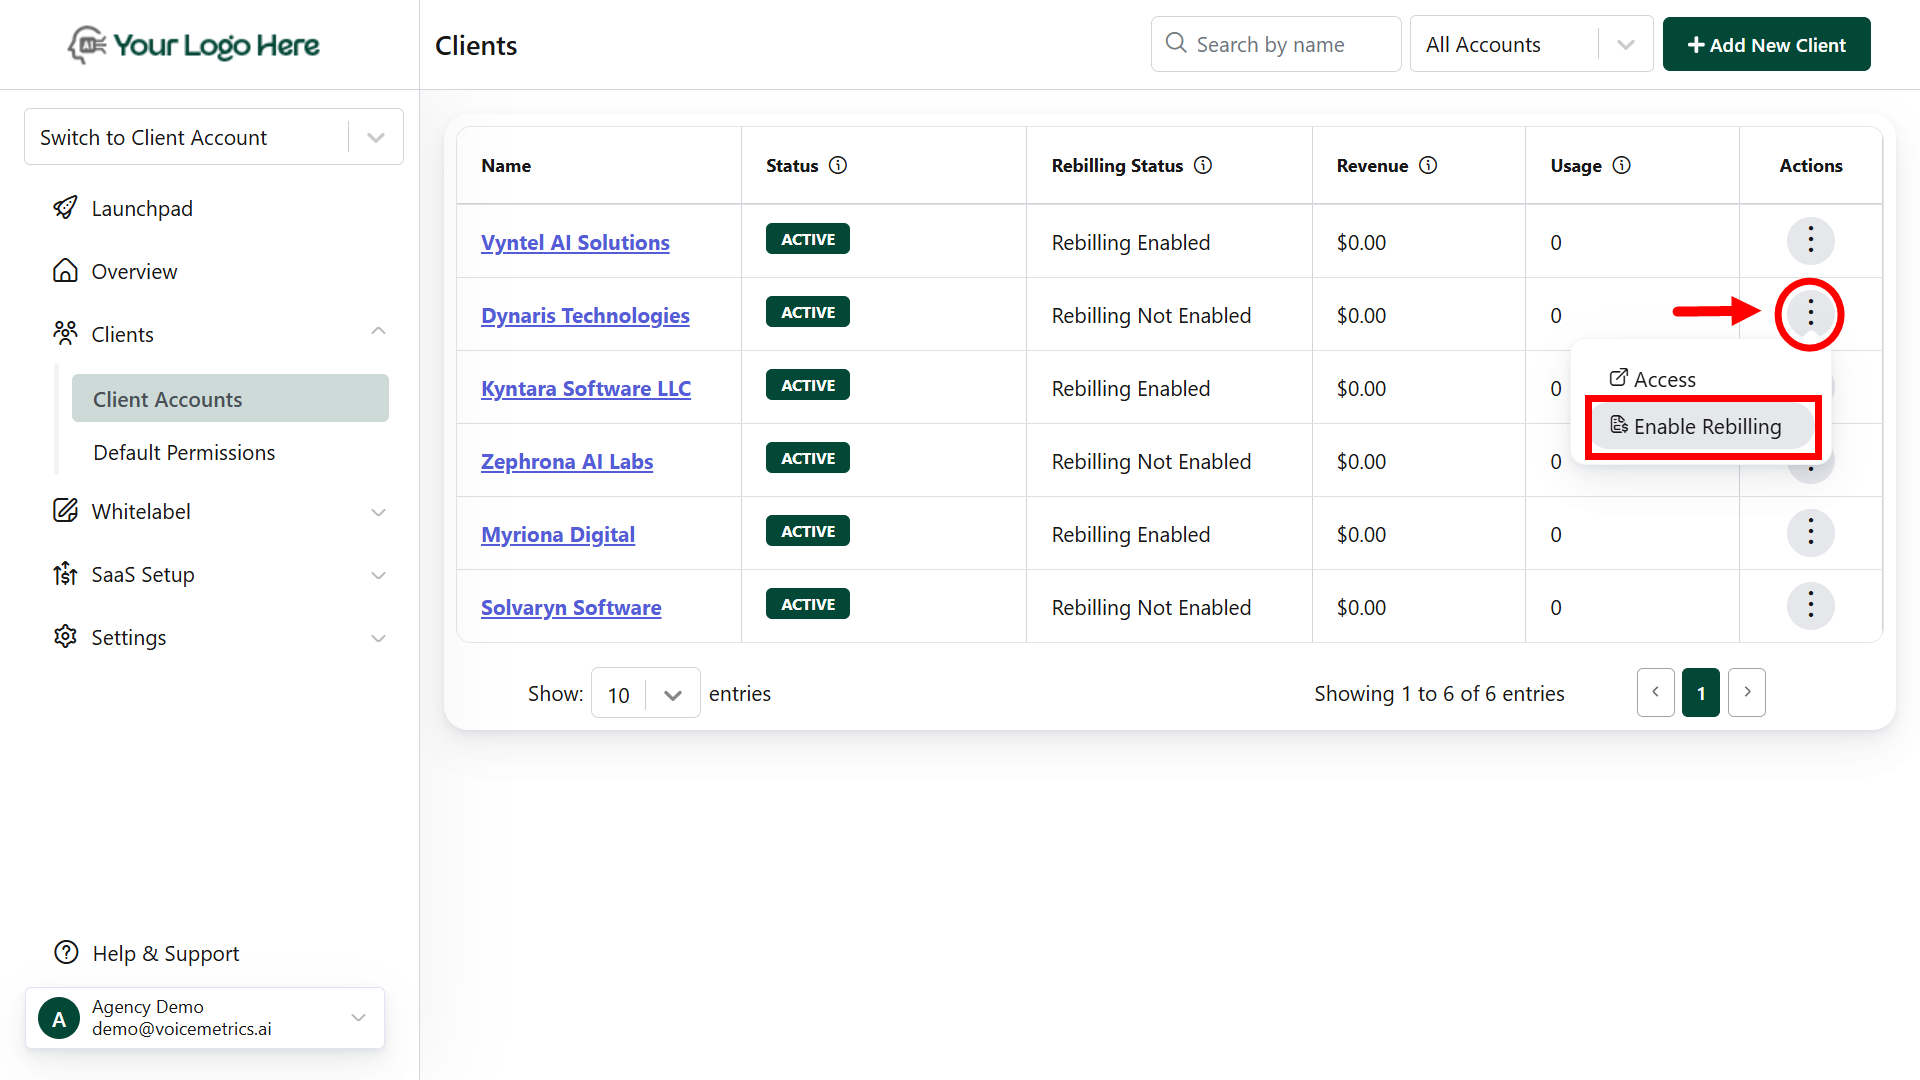 AI Your Logo Here
Clients
Search by name
All Accounts
Add New Client
Switch to Client Account
Launchpad
Overview
Clients
Client Accounts
Default Permissions
Whitelabel
SaaS Setup
Settings
Help & Support
A
Agency Demo
demo@voicemetrics.ai
Name Status Rebilling Status Revenue Usage Actions
Vyntel AI Solutions ACTIVE Rebilling Enabled $0.00 0
Dynaris Technologies ACTIVE Rebilling Not Enabled $0.00 0
Kyntara Software LLC ACTIVE Rebilling Enabled $0.00 0
Access
Enable Rebilling
Zephrona AI Labs ACTIVE Rebilling Not Enabled $0.00 0
Myriona Digital ACTIVE Rebilling Enabled $0.00 0
Solvaryn Software ACTIVE Rebilling Not Enabled $0.00 0
Show: 10 entries
Showing 1 to 6 of 6 entries
1